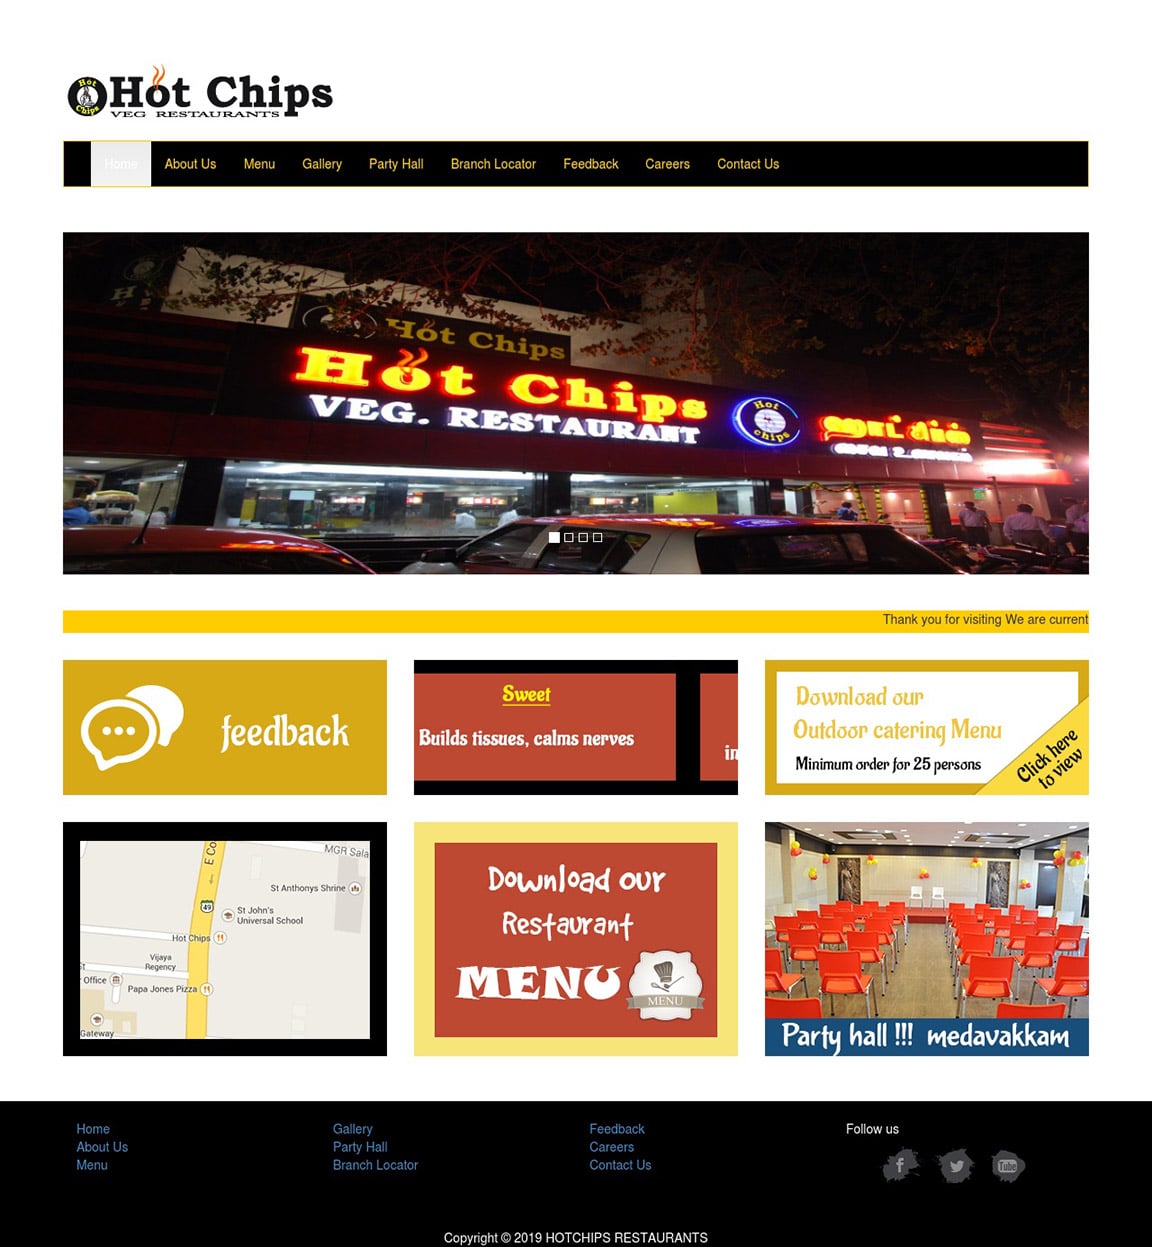 Hot Chips
Hot Chips
VEG RESTAURANTS
Home About Us Menu Gallery Party Hall Branch Locator Feedback Careers Contact Us
Hot Chips
Hot Chips
VEG. RESTAURANT
Hot chips
ஹாட் சிப்ஸ்
Thank you for visiting We are current
feedback
Sweet
Builds tissues, calms nerves
in
Download our
Outdoor catering Menu
Minimum order for 25 persons
Click here
to view
E Co
MGR Sala
St Anthonys Shrine
49
St John's
Universal School
Hot Chips
Vijaya
Regency
Office
Papa Jones Pizza
Gateway
Download our
Restaurant
MENU
MENU
Party hall !!! medavakkam
Home
About Us
Menu
Gallery
Party Hall
Branch Locator
Feedback
Careers
Contact Us
Follow us
f
You Tube
Copyright © 2019 HOTCHIPS RESTAURANTS